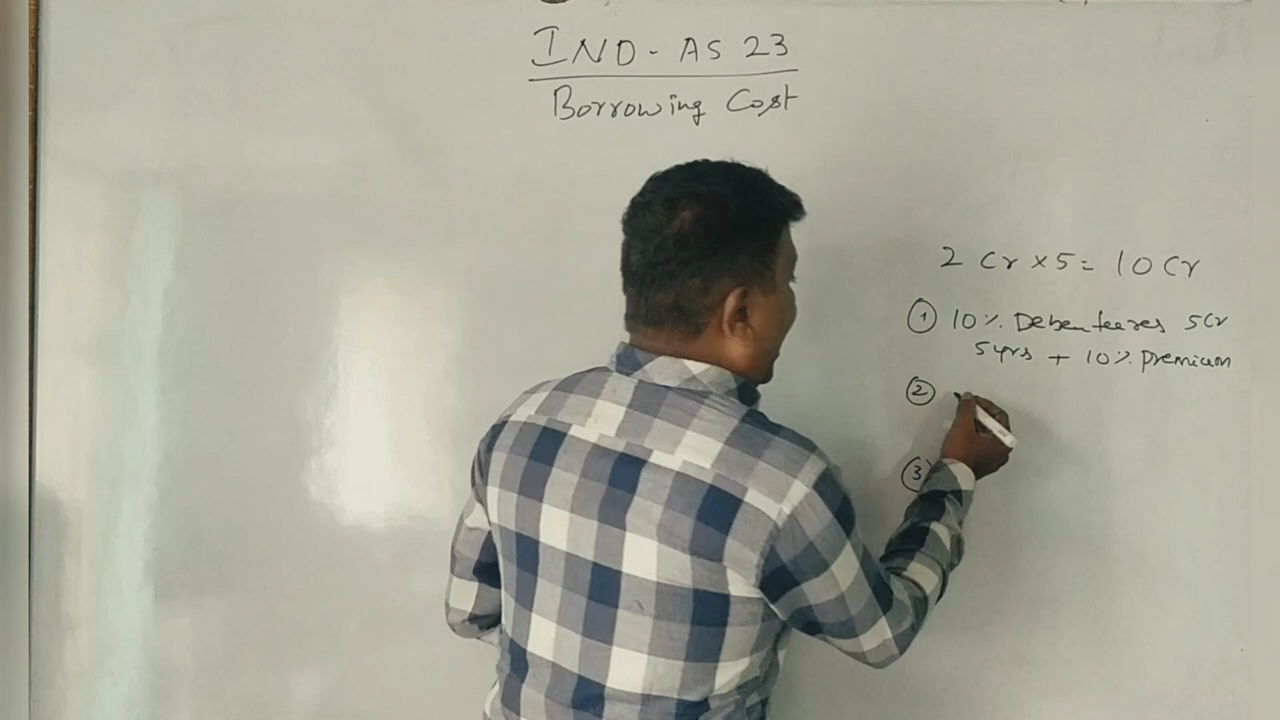 IND - AS 23
Borrowing Cost
2 Cr × 5 = 10 Cr
① 10% Debentures 5Cr
5yrs + 10% premium
②
③